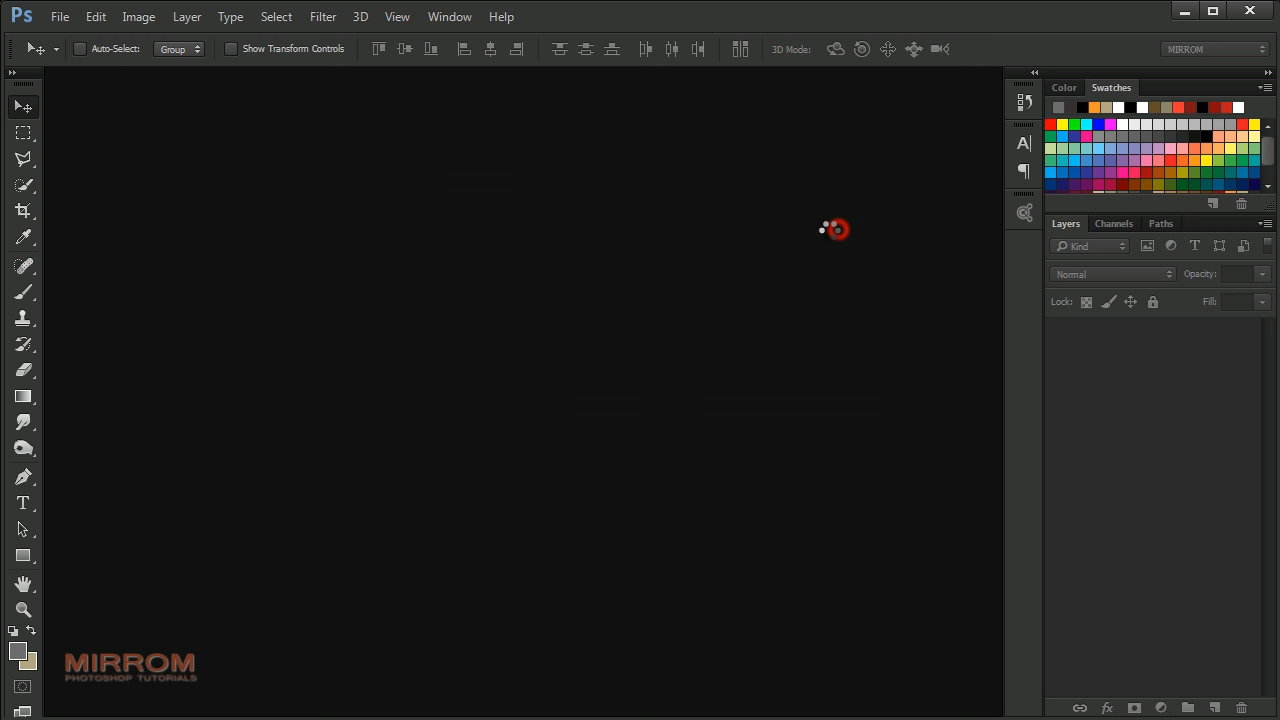 Ps File Edit Image Layer Type Select Filter 3D View Window Help
Auto-Select: Group Show Transform Controls 3D Mode: MIRROM
Color Swatches
Layers Channels Paths
Kind
Normal Opacity:
Lock: Fill:
MIRROM
PHOTOSHOP TUTORIALS